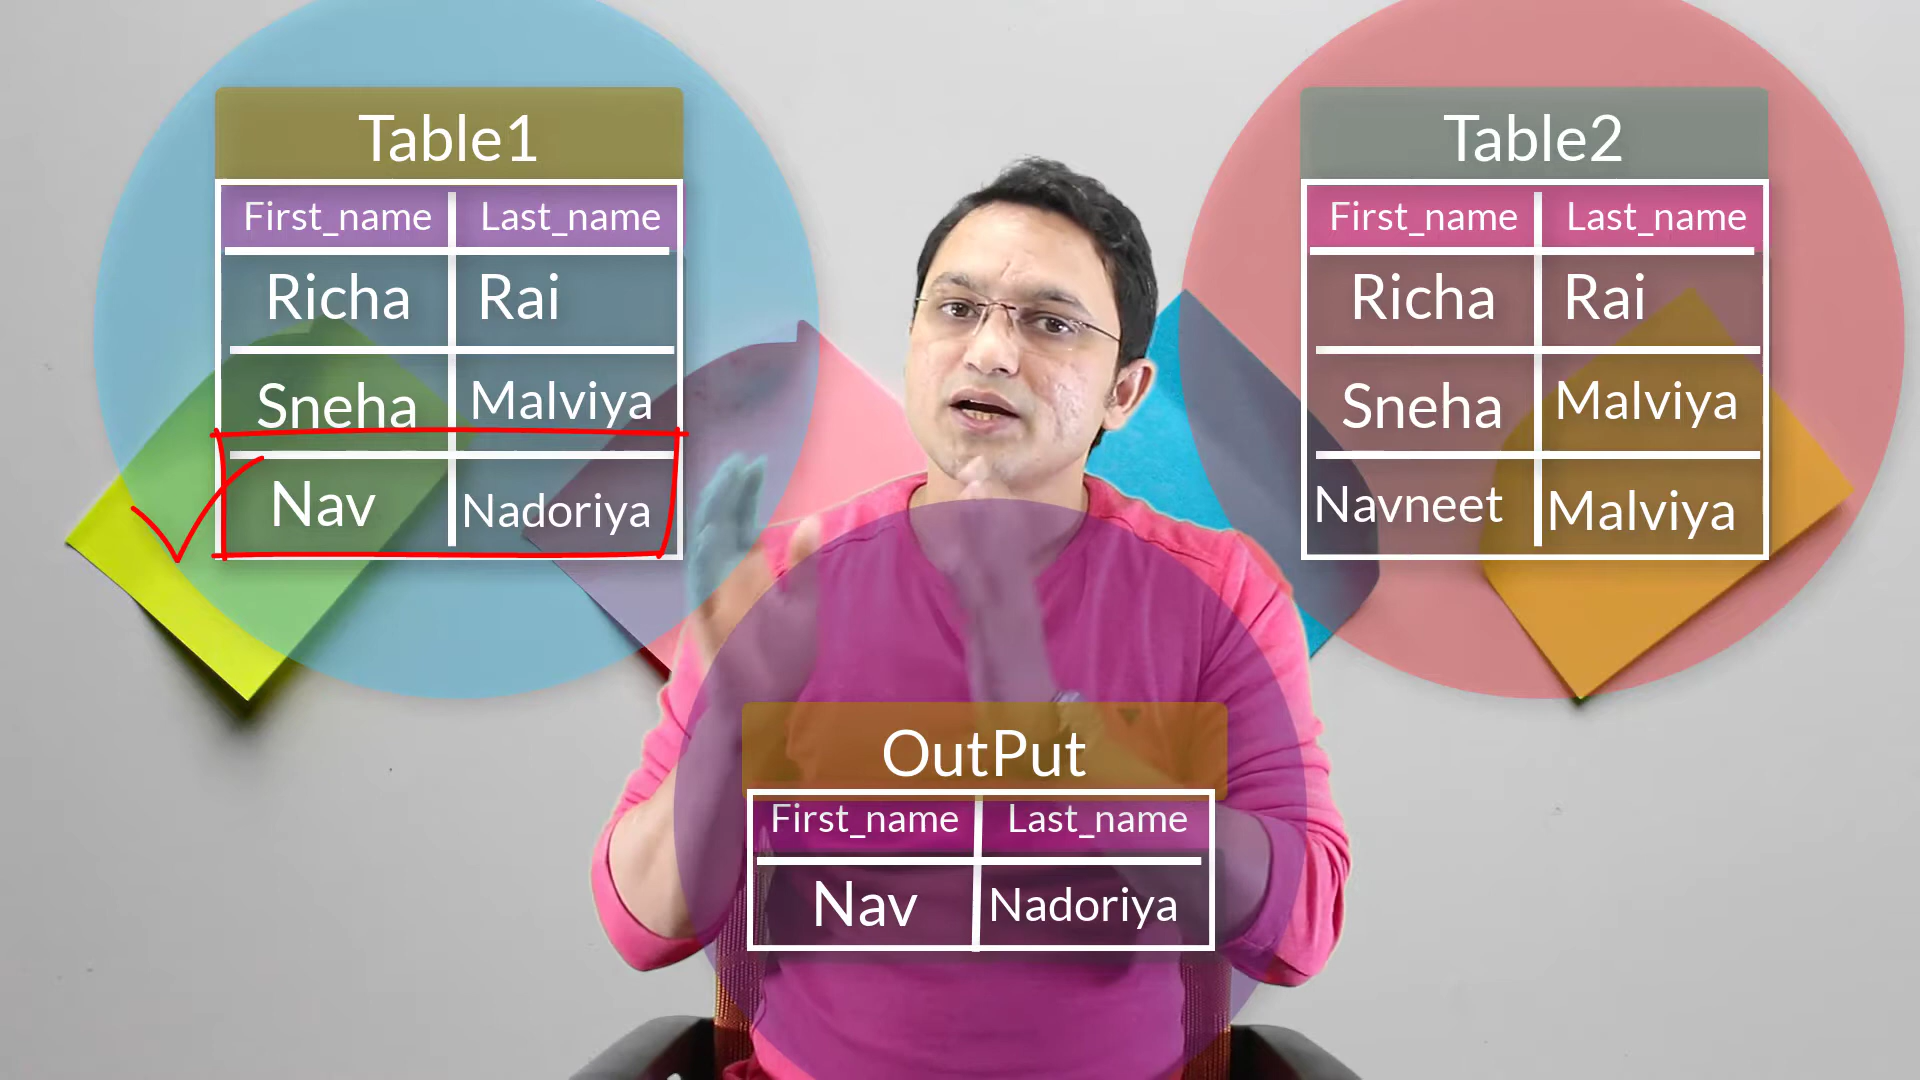 Table1
First_name Last_name
Richa Rai
Sneha Malviya
Nav Nadoriya
Table2
First_name Last_name
Richa Rai
Sneha Malviya
Navneet Malviya
OutPut
First_name Last_name
Nav Nadoriya